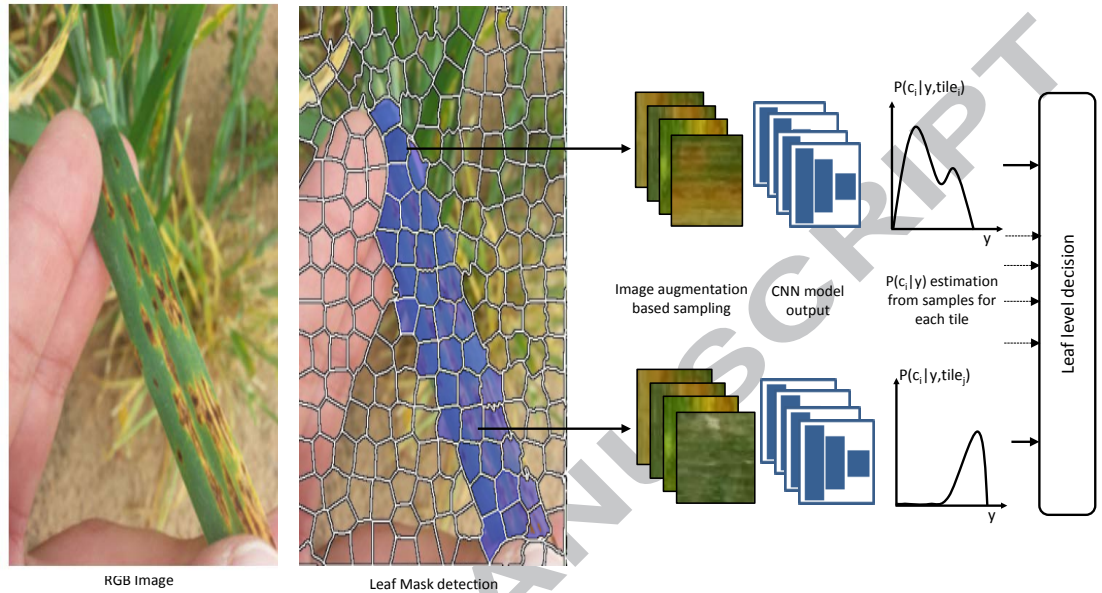 P(cᵢ|y,tileᵢ)
y
Image augmentation
based sampling
CNN model
output
P(cᵢ|y) estimation
from samples for
each tile
P(cᵢ|y,tileⱼ)
y
Leaf level decision
RGB Image
Leaf Mask detection
ANUSCRIPT